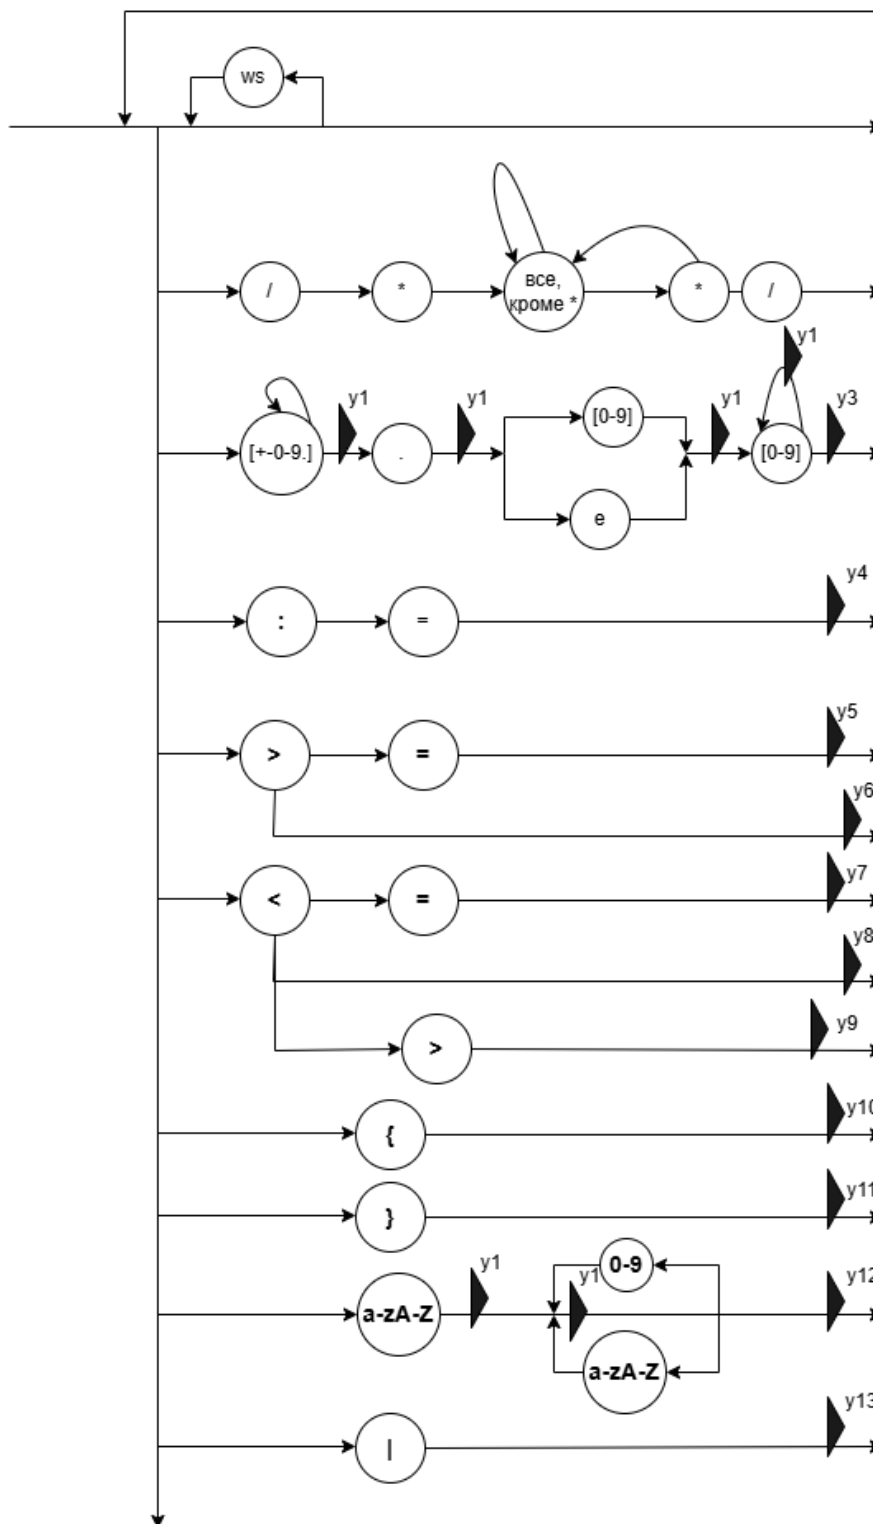 ws
/ * все, кроме * * /
y1
[+-0-9.] y1 . y1 [0-9] y1 [0-9] y3
e
: = y4
> = y5
y6
< = y7
y8
> y9
{ y10
} y11
a-zA-Z y1 y1 0-9 y12
a-zA-Z
| y13